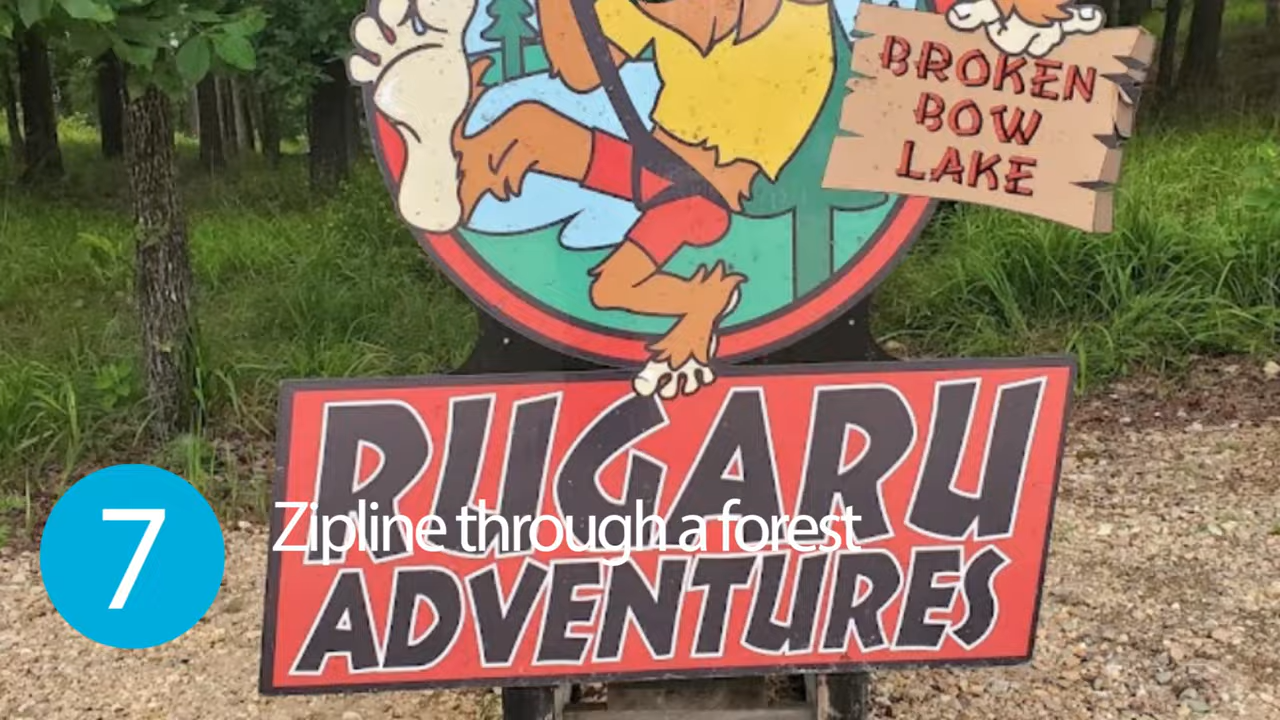 BROKEN
BOW
LAKE
RUGARU
7
Zipline through a forest
ADVENTURES